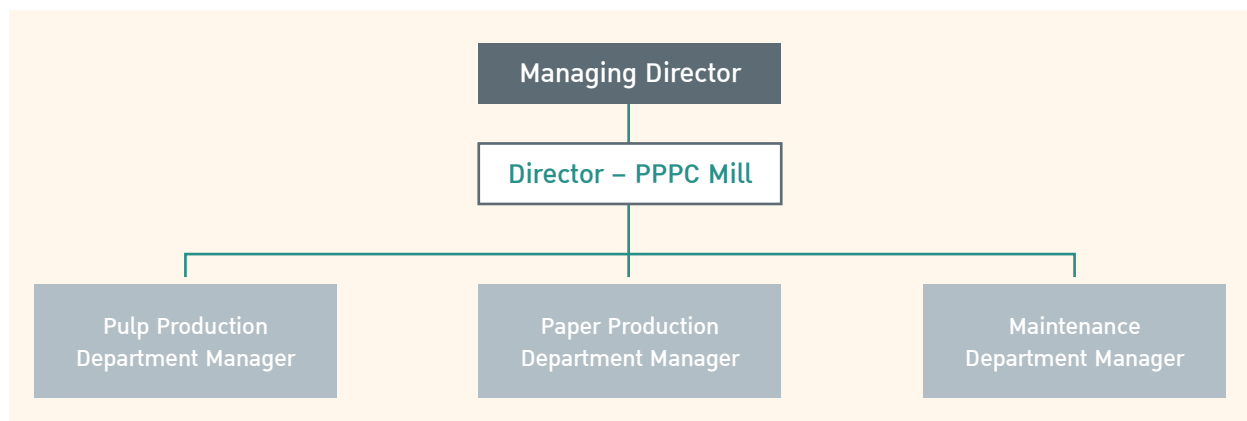 Managing Director
Director – PPPC Mill
Pulp Production
Department Manager
Paper Production
Department Manager
Maintenance
Department Manager